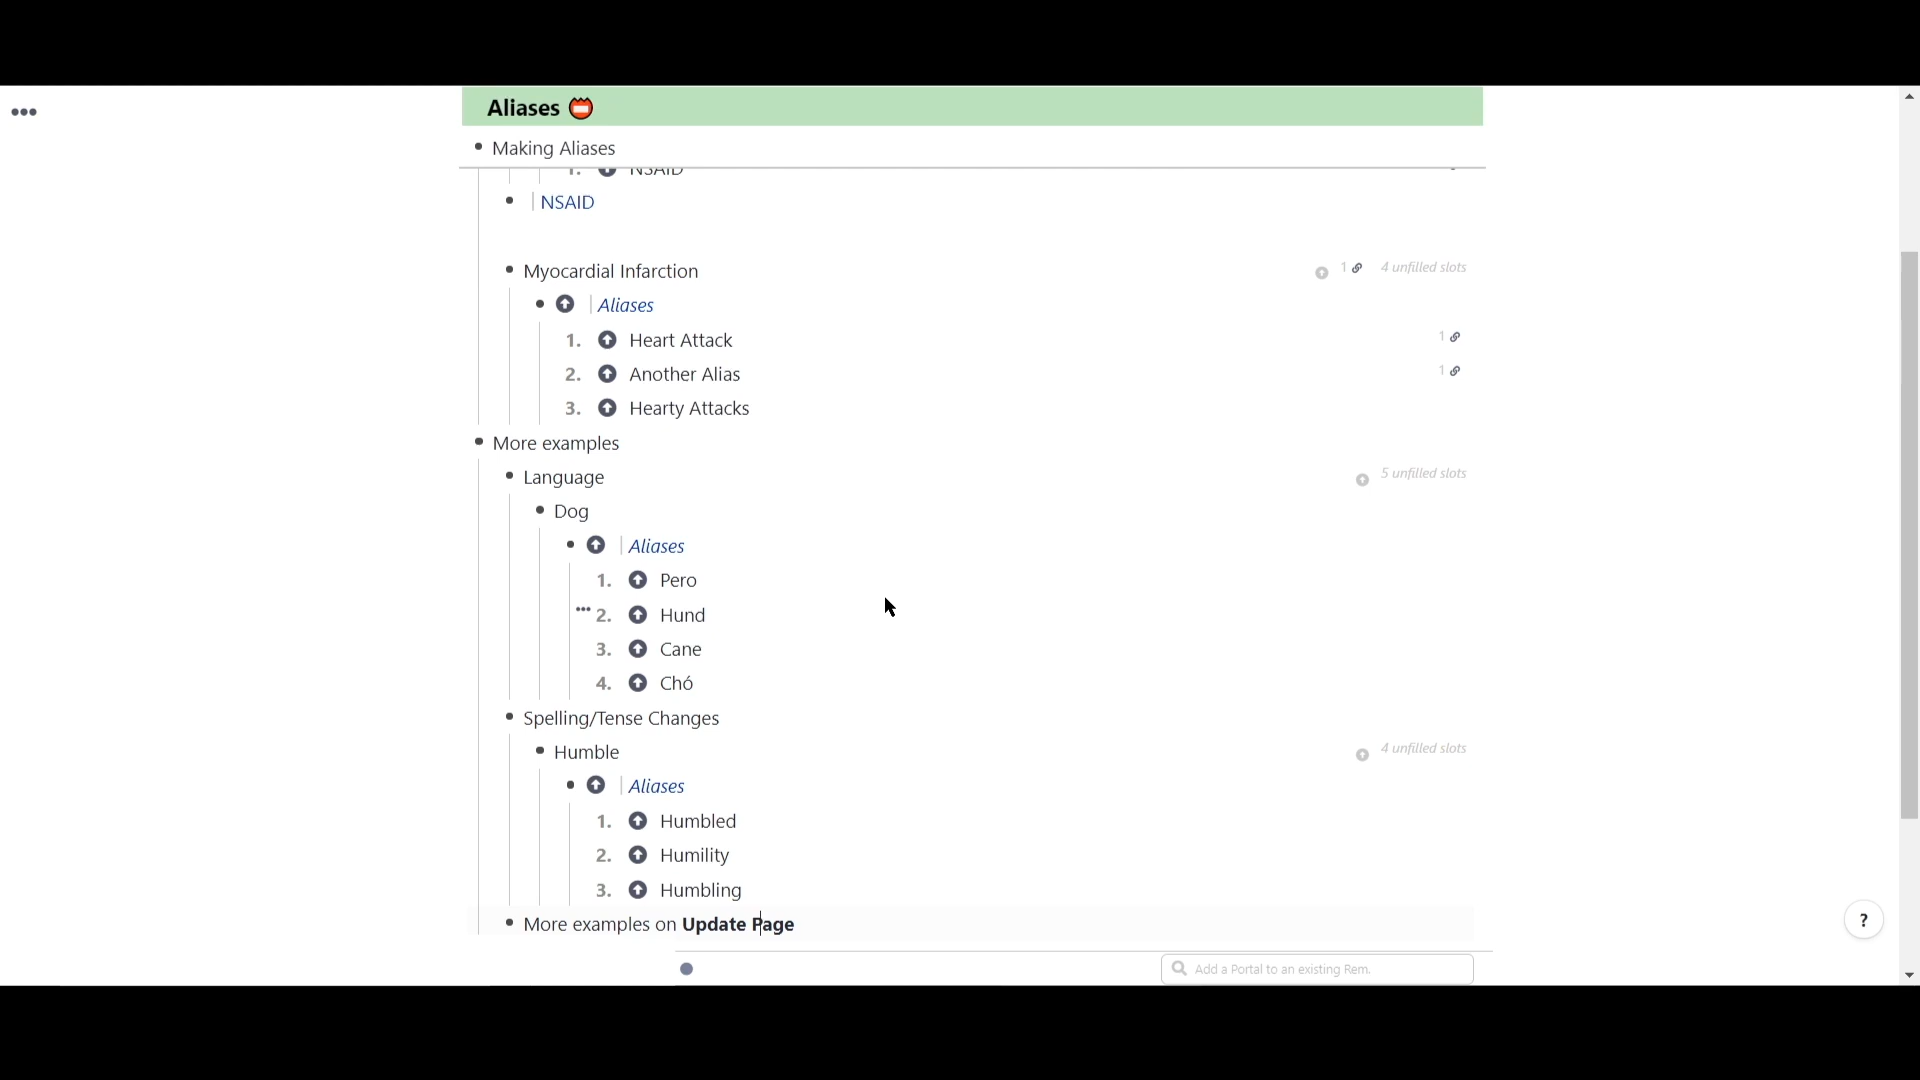 Aliases
Making Aliases
1. NSAID
NSAID
Myocardial Infarction 1 4 unfilled slots
Aliases
1. Heart Attack 1
2. Another Alias 1
3. Hearty Attacks
More examples
Language 5 unfilled slots
Dog
Aliases
1. Pero
2. Hund
3. Cane
4. Chó
Spelling/Tense Changes
Humble 4 unfilled slots
Aliases
1. Humbled
2. Humility
3. Humbling
More examples on Update Page
Add a Portal to an existing Rem.
?